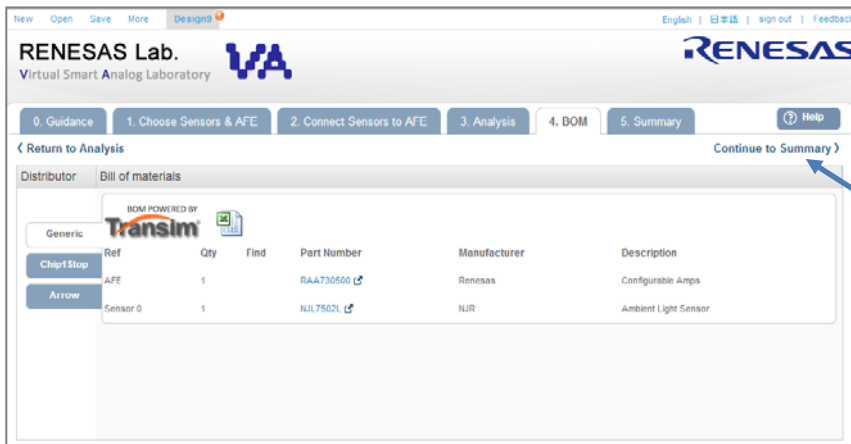 New Open Save More Design9 English | 日本語 | sign out | Feedback
RENESAS Lab.
Virtual Smart Analog Laboratory
VA
RENESAS
0. Guidance 1. Choose Sensors & AFE 2. Connect Sensors to AFE 3. Analysis 4. BOM 5. Summary ? Help
Return to Analysis Continue to Summary
Distributor Bill of materials
BOM POWERED BY
Transim
Generic
Chip1Stop
Arrow
Ref Qty Find Part Number Manufacturer Description
AFE 1 RAA730500 Renesas Configurable Amps
Sensor 0 1 NJL7502L NJR Ambient Light Sensor